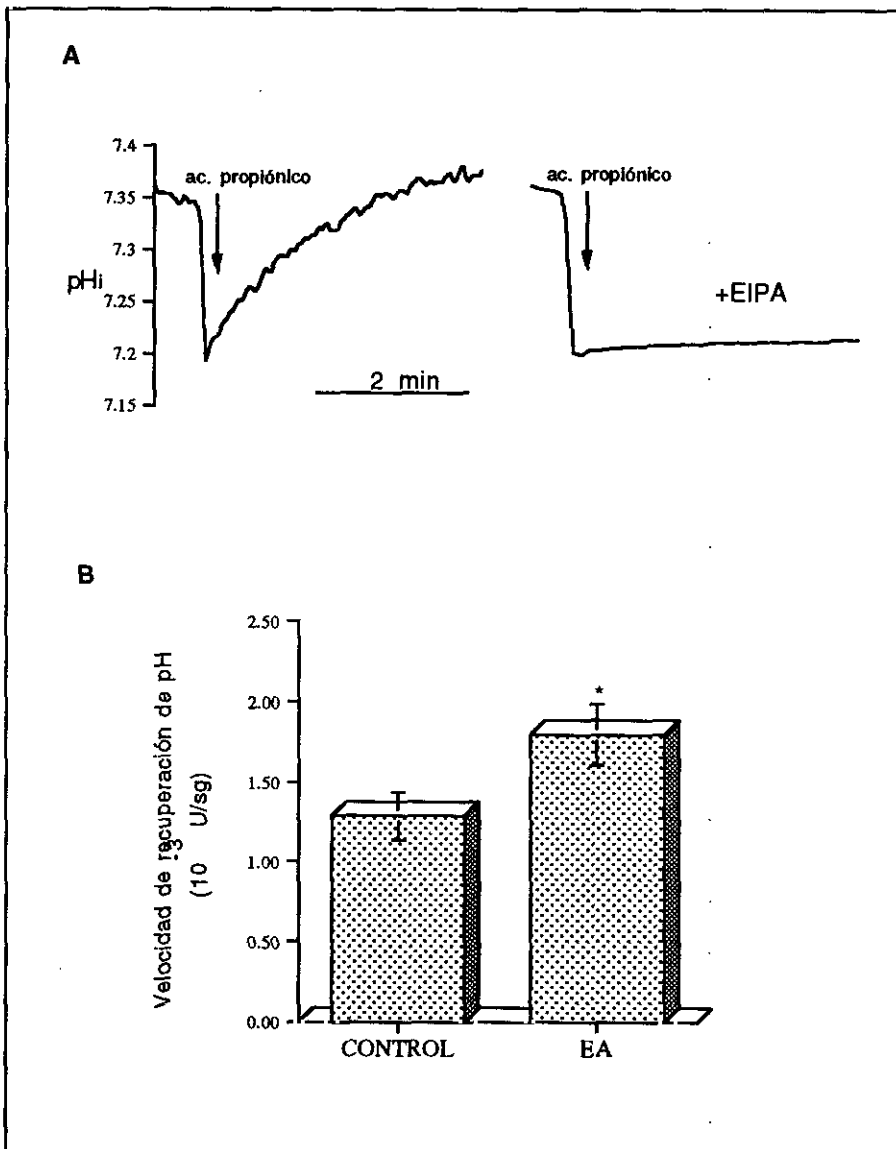 A
7.4
7.35
7.3
7.25
7.2
7.15
pHi
ac. propiónico
2 min
ac. propiónico
+EIPA
B
Velocidad de recuperación de pH
(10 -3 U/sg)
2.50
2.00
1.50
1.00
0.50
0.00
*
CONTROL
EA